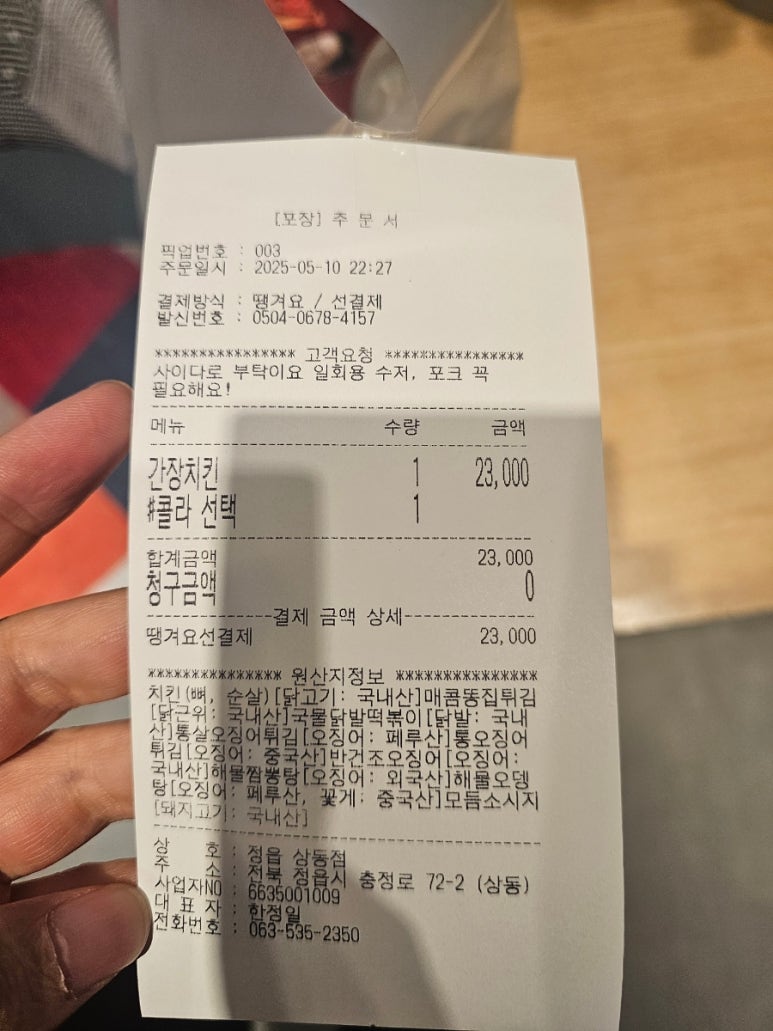 [포장] 주 문 서
픽업번호 : 003
주문일시 : 2025-05-10 22:27
결제방식 : 땡겨요 / 선결제
발신번호 : 0504-0678-4157
**************** 고객요청 ****************
사이다로 부탁이요 일회용 수저, 포크 꼭
필요해요!
메뉴 수량 금액
간장치킨 1 23,000
#콜라 선택 1
합계금액 23,000
청구금액 0
--------------결제 금액 상세--------------
땡겨요선결제 23,000
*************** 원산지정보 ***************
치킨(뼈, 순살)[닭고기: 국내산]매콤똥집튀김
[닭근위: 국내산]국물닭발떡볶이[닭발: 국내
산]통살오징어튀김[오징어: 페루산]통오징어
튀김[오징어: 중국산]반건조오징어[오징어:
국내산]해물짬뽕탕[오징어: 외국산]해물오뎅
탕[오징어: 페루산, 꽃게: 중국산]모듬소시지
[돼지고기: 국내산]
상 호 : 정읍 상동점
주 소 : 전북 정읍시 충정로 72-2 (상동)
사업자NO : 6635001009
대 표 자 : 한정일
전화번호 : 063-535-2350